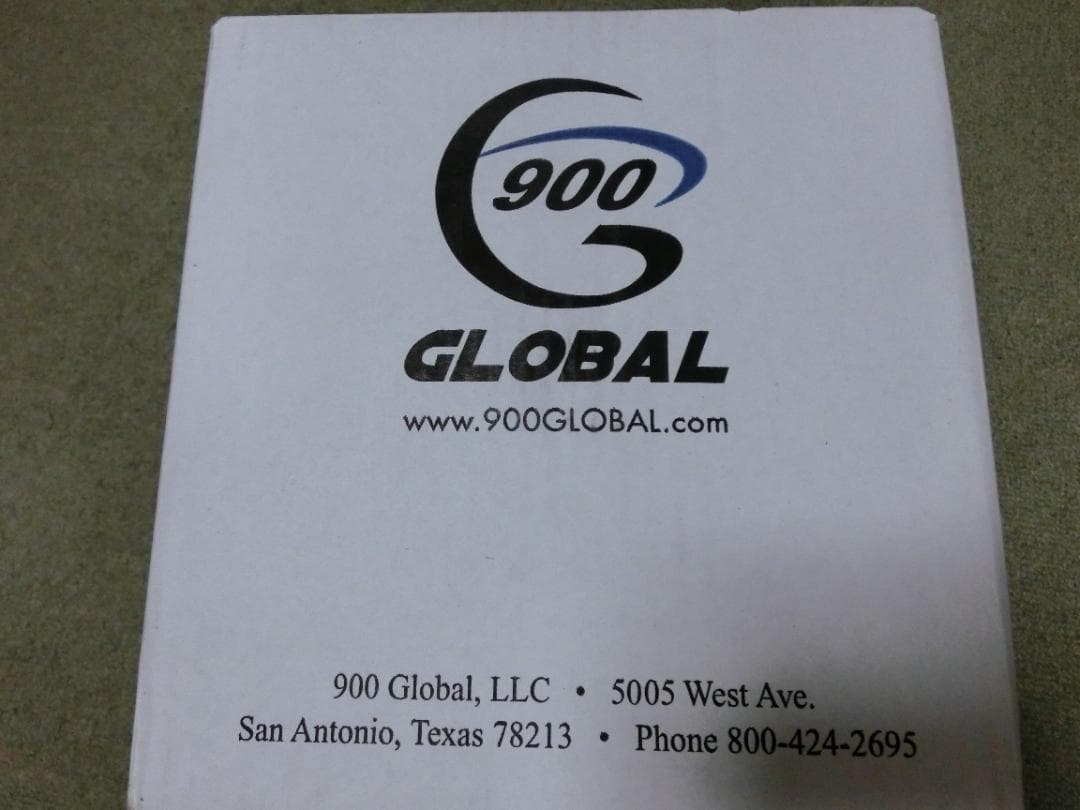 900
GLOBAL
www.900GLOBAL.com
900 Global, LLC • 5005 West Ave.
San Antonio, Texas 78213 • Phone 800-424-2695